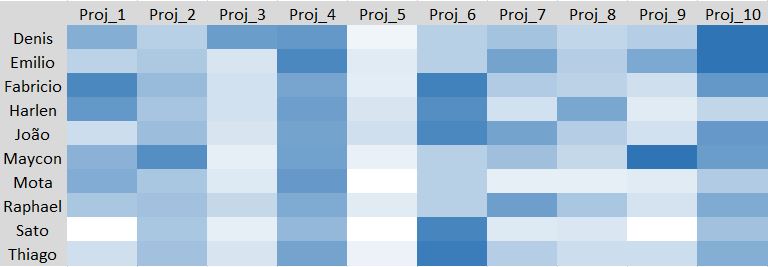 Proj_1 Proj_2 Proj_3 Proj_4 Proj_5 Proj_6 Proj_7 Proj_8 Proj_9 Proj_10
Denis
Emilio
Fabricio
Harlen
João
Maycon
Mota
Raphael
Sato
Thiago